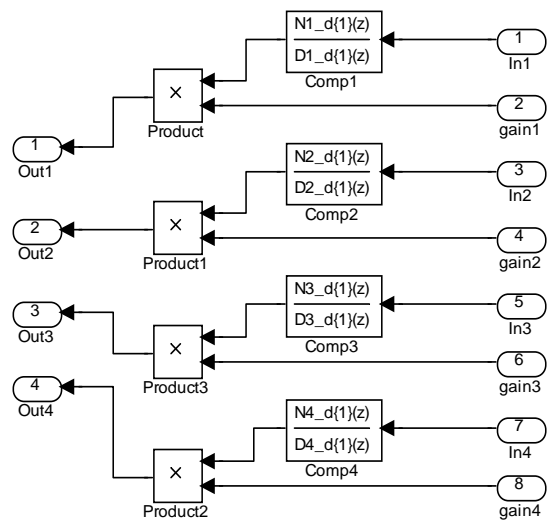 N1_d{1}(z)
D1_d{1}(z)
Comp1
1
In1
×
Product
2
gain1
1
Out1
N2_d{1}(z)
D2_d{1}(z)
Comp2
3
In2
×
Product1
4
gain2
2
Out2
N3_d{1}(z)
D3_d{1}(z)
Comp3
5
In3
3
Out3
×
Product3
6
gain3
4
Out4
N4_d{1}(z)
D4_d{1}(z)
Comp4
7
In4
×
Product2
8
gain4